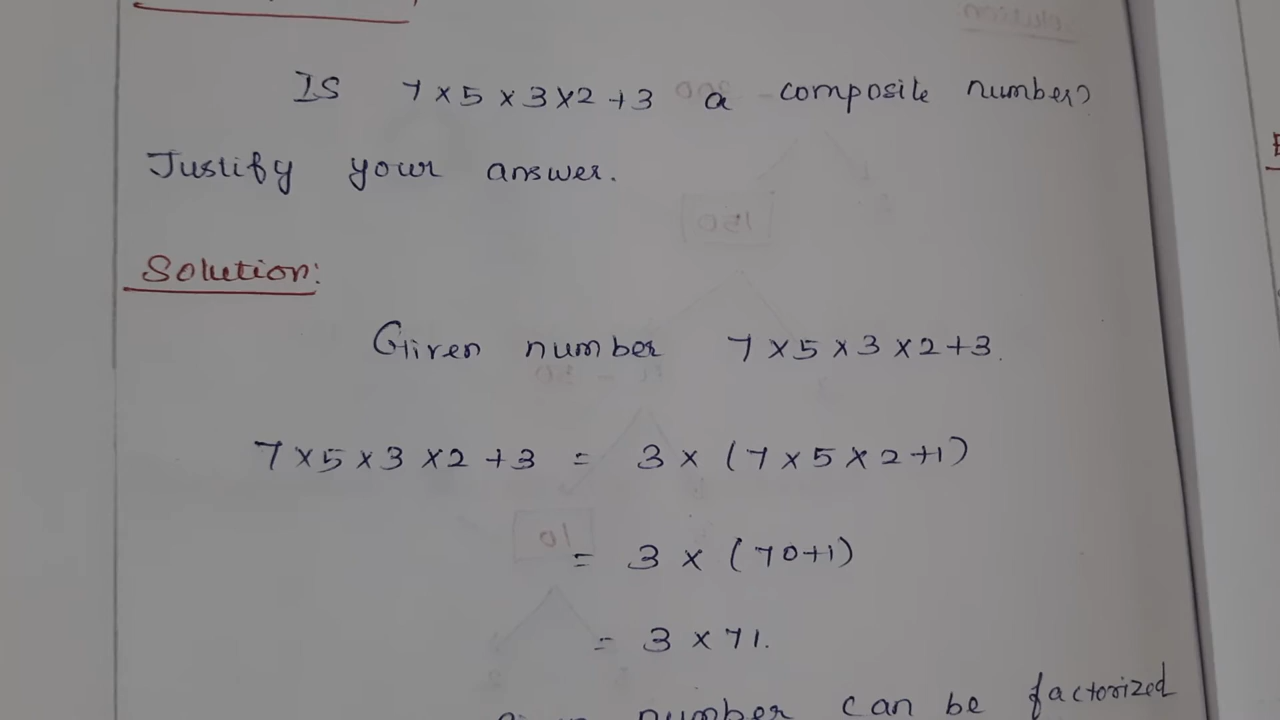 Is 7 × 5 × 3 × 2 + 3 a composite number?
Justify your answer.
Solution:
Given number 7 × 5 × 3 × 2 + 3.
7 × 5 × 3 × 2 + 3 = 3 × (7 × 5 × 2 + 1)
= 3 × (70 + 1)
= 3 × 71.
number can be factorized